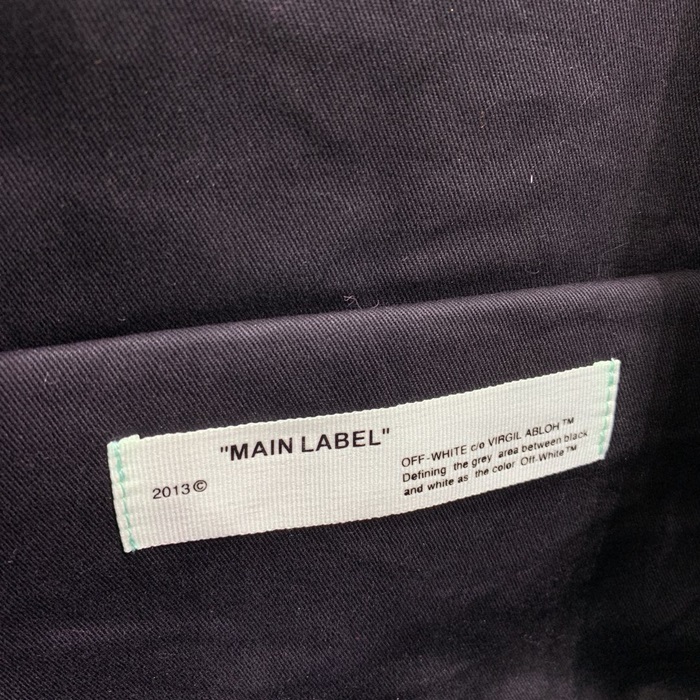 "MAIN LABEL"
2013©
OFF-WHITE c/o VIRGIL ABLOH™
Defining the grey area between black
and white as the color Off-White™